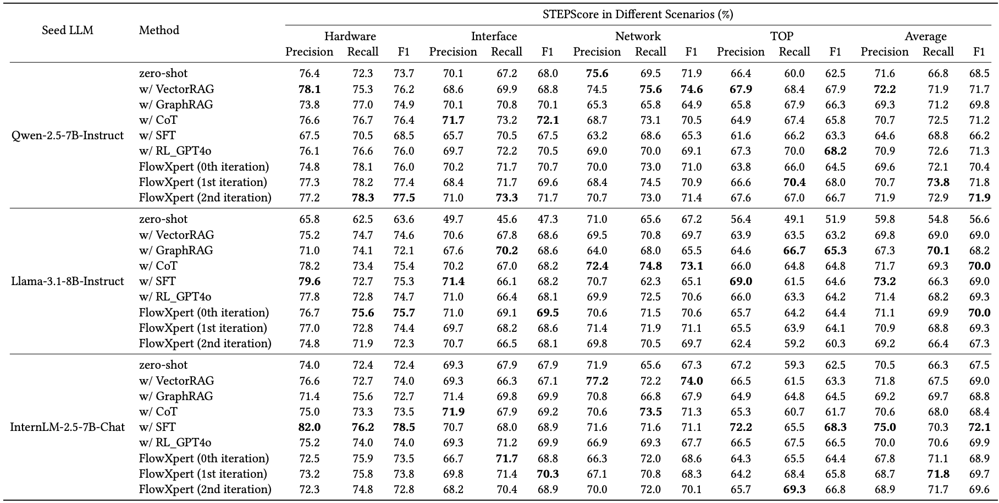 STEPScore in Different Scenarios (%)
Seed LLM Method
Hardware Interface Network TOP Average
Precision Recall F1 Precision Recall F1 Precision Recall F1 Precision Recall F1 Precision Recall F1
zero-shot 76.4 72.3 73.7 70.1 67.2 68.0 75.6 69.5 71.9 66.4 60.0 62.5 71.6 66.8 68.5
w/ VectorRAG 78.1 75.3 76.2 68.6 69.9 68.8 74.5 75.6 74.6 67.9 68.4 67.9 72.2 71.9 71.7
w/ GraphRAG 73.8 77.0 74.9 70.1 70.8 70.1 65.3 65.8 64.9 65.8 67.9 66.3 69.3 71.2 69.8
w/ CoT 76.6 76.7 76.4 71.7 73.2 72.1 68.7 73.1 70.5 64.9 67.4 65.8 70.7 72.5 71.2
Qwen-2.5-7B-Instruct w/ SFT 67.5 70.5 68.5 65.7 70.5 67.5 63.2 68.6 65.3 61.6 66.2 63.3 64.6 68.8 66.2
w/ RL_GPT4o 76.1 76.6 76.0 69.7 72.2 70.5 69.0 70.0 69.1 67.3 70.0 68.2 70.9 72.6 71.3
FlowXpert (0th iteration) 74.8 78.1 76.0 70.2 71.7 70.7 70.0 73.0 71.0 63.8 66.0 64.5 69.6 72.1 70.4
FlowXpert (1st iteration) 77.3 78.2 77.4 68.4 71.7 69.6 68.4 74.5 70.9 66.6 70.4 68.0 70.7 73.8 71.8
FlowXpert (2nd iteration) 77.2 78.3 77.5 71.0 73.3 71.7 70.7 73.0 71.4 67.6 67.0 66.7 71.9 72.9 71.9
zero-shot 65.8 62.5 63.6 49.7 45.6 47.3 71.0 65.6 67.2 56.4 49.1 51.9 59.8 54.8 56.6
w/ VectorRAG 75.2 74.7 74.6 70.6 67.8 68.6 69.5 70.8 69.7 63.9 63.5 63.2 69.8 69.0 69.0
w/ GraphRAG 71.0 74.1 72.1 67.6 70.2 68.6 64.0 68.0 65.5 64.6 66.7 65.3 67.3 70.1 68.2
w/ CoT 78.2 73.4 75.4 70.2 67.0 68.2 72.4 74.8 73.1 66.0 64.8 64.8 71.7 69.3 70.0
Llama-3.1-8B-Instruct w/ SFT 79.6 72.7 75.3 71.4 66.1 68.2 70.7 62.3 65.1 69.0 61.5 64.6 73.2 66.3 69.0
w/ RL_GPT4o 77.8 72.8 74.7 71.0 66.4 68.1 69.9 72.5 70.6 66.0 63.3 64.2 71.4 68.2 69.3
FlowXpert (0th iteration) 76.7 75.6 75.7 71.0 69.1 69.5 70.6 71.5 70.6 65.7 64.2 64.4 71.1 69.9 70.0
FlowXpert (1st iteration) 77.0 72.8 74.4 69.7 68.2 68.6 71.4 71.9 71.1 65.5 63.9 64.1 70.9 68.8 69.3
FlowXpert (2nd iteration) 74.8 71.9 72.3 70.7 66.5 68.1 69.8 70.5 69.7 62.4 59.2 60.3 69.2 66.4 67.3
zero-shot 74.0 72.4 72.4 69.3 67.9 67.9 71.9 65.6 67.3 67.2 59.3 62.5 70.5 66.3 67.5
w/ VectorRAG 76.6 72.7 74.0 69.3 66.3 67.1 77.2 72.2 74.0 66.5 61.5 63.3 71.8 67.5 69.0
w/ GraphRAG 71.4 75.6 72.7 71.4 69.8 69.9 70.8 66.8 67.9 64.9 64.8 64.5 69.2 69.7 68.8
w/ CoT 75.0 73.3 73.5 71.9 67.9 69.2 70.6 73.5 71.3 65.3 60.7 61.7 70.6 68.0 68.4
InternLM-2.5-7B-Chat w/ SFT 82.0 76.2 78.5 70.7 68.0 68.9 71.6 71.6 71.1 72.2 65.5 68.3 75.0 70.3 72.1
w/ RL_GPT4o 75.2 74.0 74.0 69.3 71.2 69.9 66.9 69.3 67.7 66.5 67.5 66.5 70.0 70.6 69.9
FlowXpert (0th iteration) 72.5 75.9 73.5 66.7 71.7 68.8 66.3 72.0 68.6 64.3 65.5 64.4 67.8 71.1 68.9
FlowXpert (1st iteration) 73.2 75.8 73.8 69.8 71.4 70.3 67.1 70.8 68.3 64.2 68.4 65.8 68.7 71.8 69.7
FlowXpert (2nd iteration) 72.3 74.8 72.8 68.2 70.4 68.9 70.0 72.0 70.1 65.7 69.3 66.8 68.9 71.7 69.6